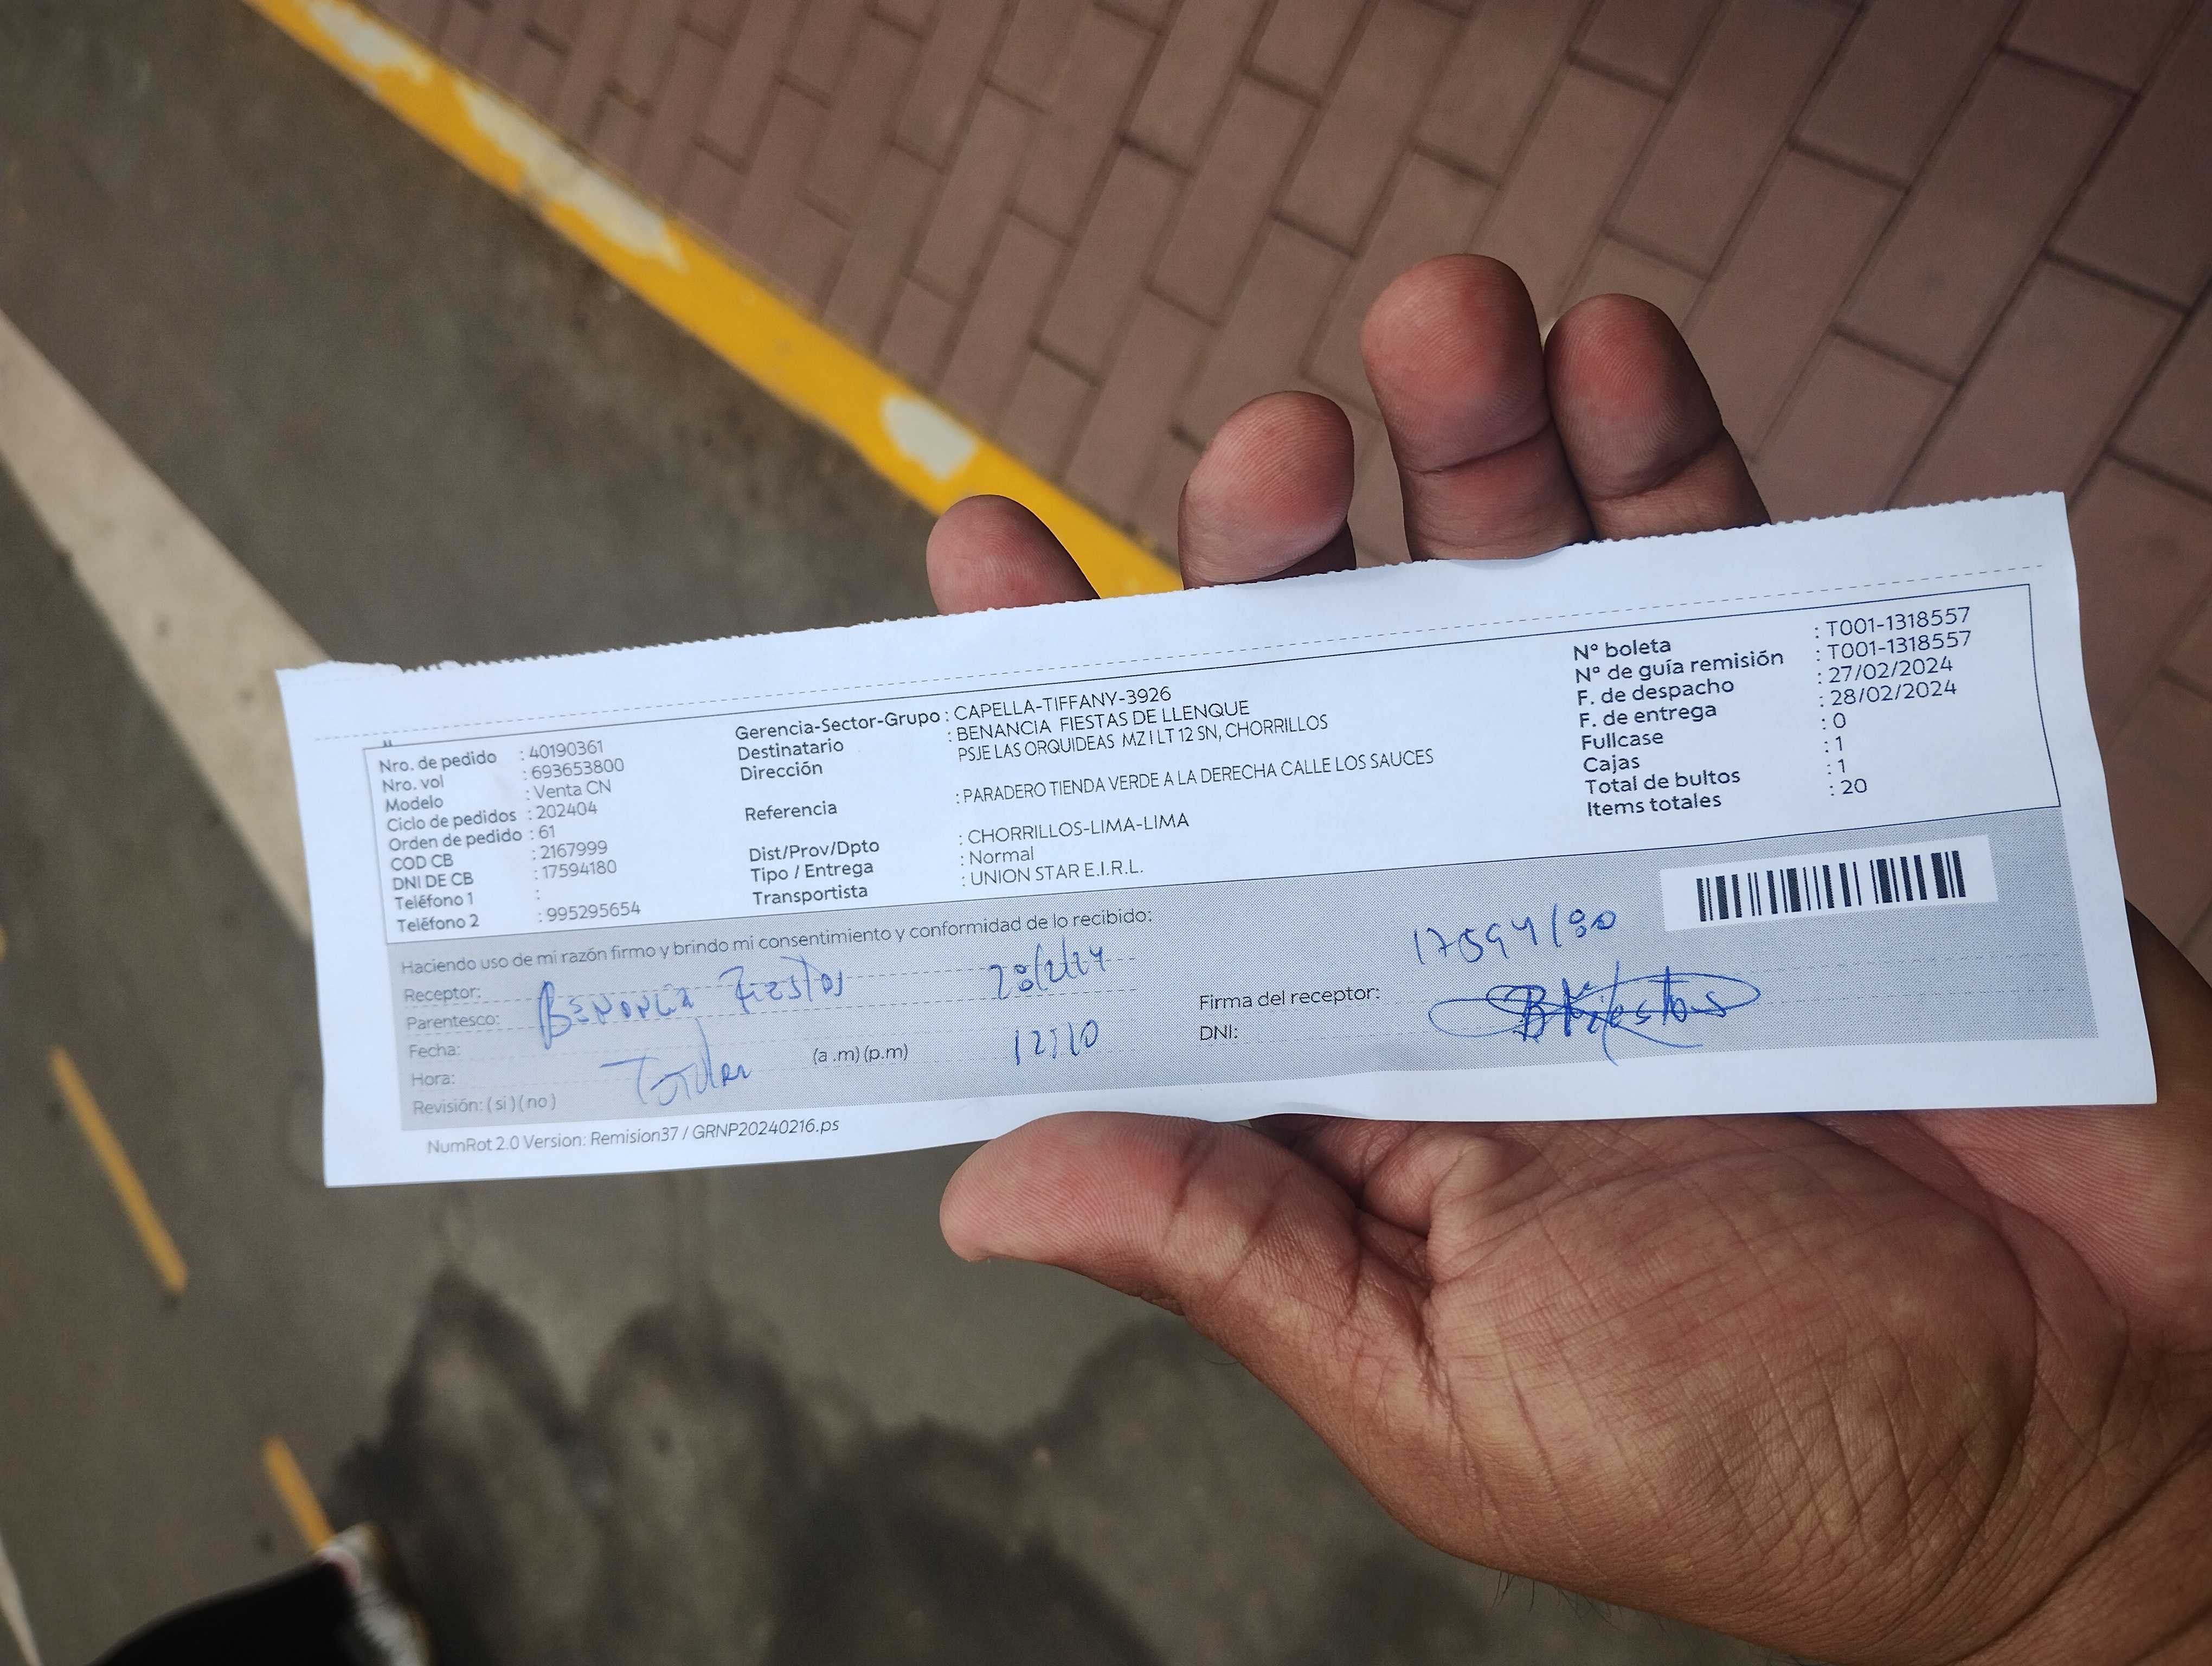 Nro. de pedido : 40190361
Nro. vol : 693653800
Modelo : Venta CN
Ciclo de pedidos : 202404
Orden de pedido : 61
COD CB : 2167999
DNI DE CB : 17594180
Teléfono 1 :
Teléfono 2 : 995295654
Gerencia-Sector-Grupo : CAPELLA-TIFFANY-3926
Destinatario : BENANCIA FIESTAS DE LLENQUE
Dirección PSJE LAS ORQUIDEAS MZ I LT 12 SN, CHORRILLOS
Referencia : PARADERO TIENDA VERDE A LA DERECHA CALLE LOS SAUCES
Dist/Prov/Dpto : CHORRILLOS-LIMA-LIMA
Tipo / Entrega : Normal
Transportista : UNION STAR E.I.R.L.
N° boleta : T001-1318557
N° de guía remisión : T001-1318557
F. de despacho : 27/02/2024
F. de entrega : 28/02/2024
Fullcase : 0
Cajas : 1
Total de bultos : 1
Items totales : 20
Haciendo uso de mi razón firmo y brindo mi consentimiento y conformidad de lo recibido:
Receptor:
Parentesco:
Fecha:
Hora: (a .m) (p.m)
Revisión: ( si ) ( no )
28/2/24
12:10
Firma del receptor:
DNI:
17594180
NumRot 2.0 Version: Remision37 / GRNP20240216.ps